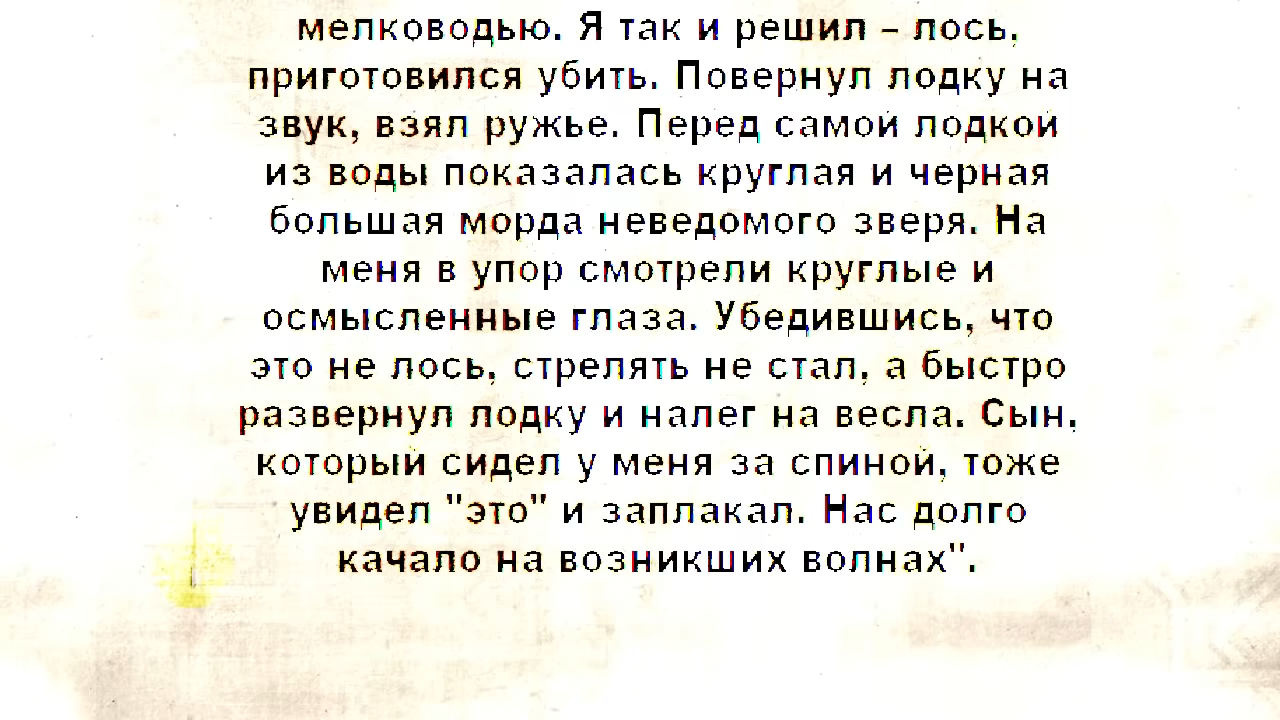 мелководью. Я так и решил – лось,
приготовился убить. Повернул лодку на
звук, взял ружье. Перед самой лодкой
из воды показалась круглая и черная
большая морда неведомого зверя. На
меня в упор смотрели круглые и
осмысленные глаза. Убедившись, что
это не лось, стрелять не стал, а быстро
развернул лодку и налег на весла. Сын,
который сидел у меня за спиной, тоже
увидел "это" и заплакал. Нас долго
качало на возникших волнах".